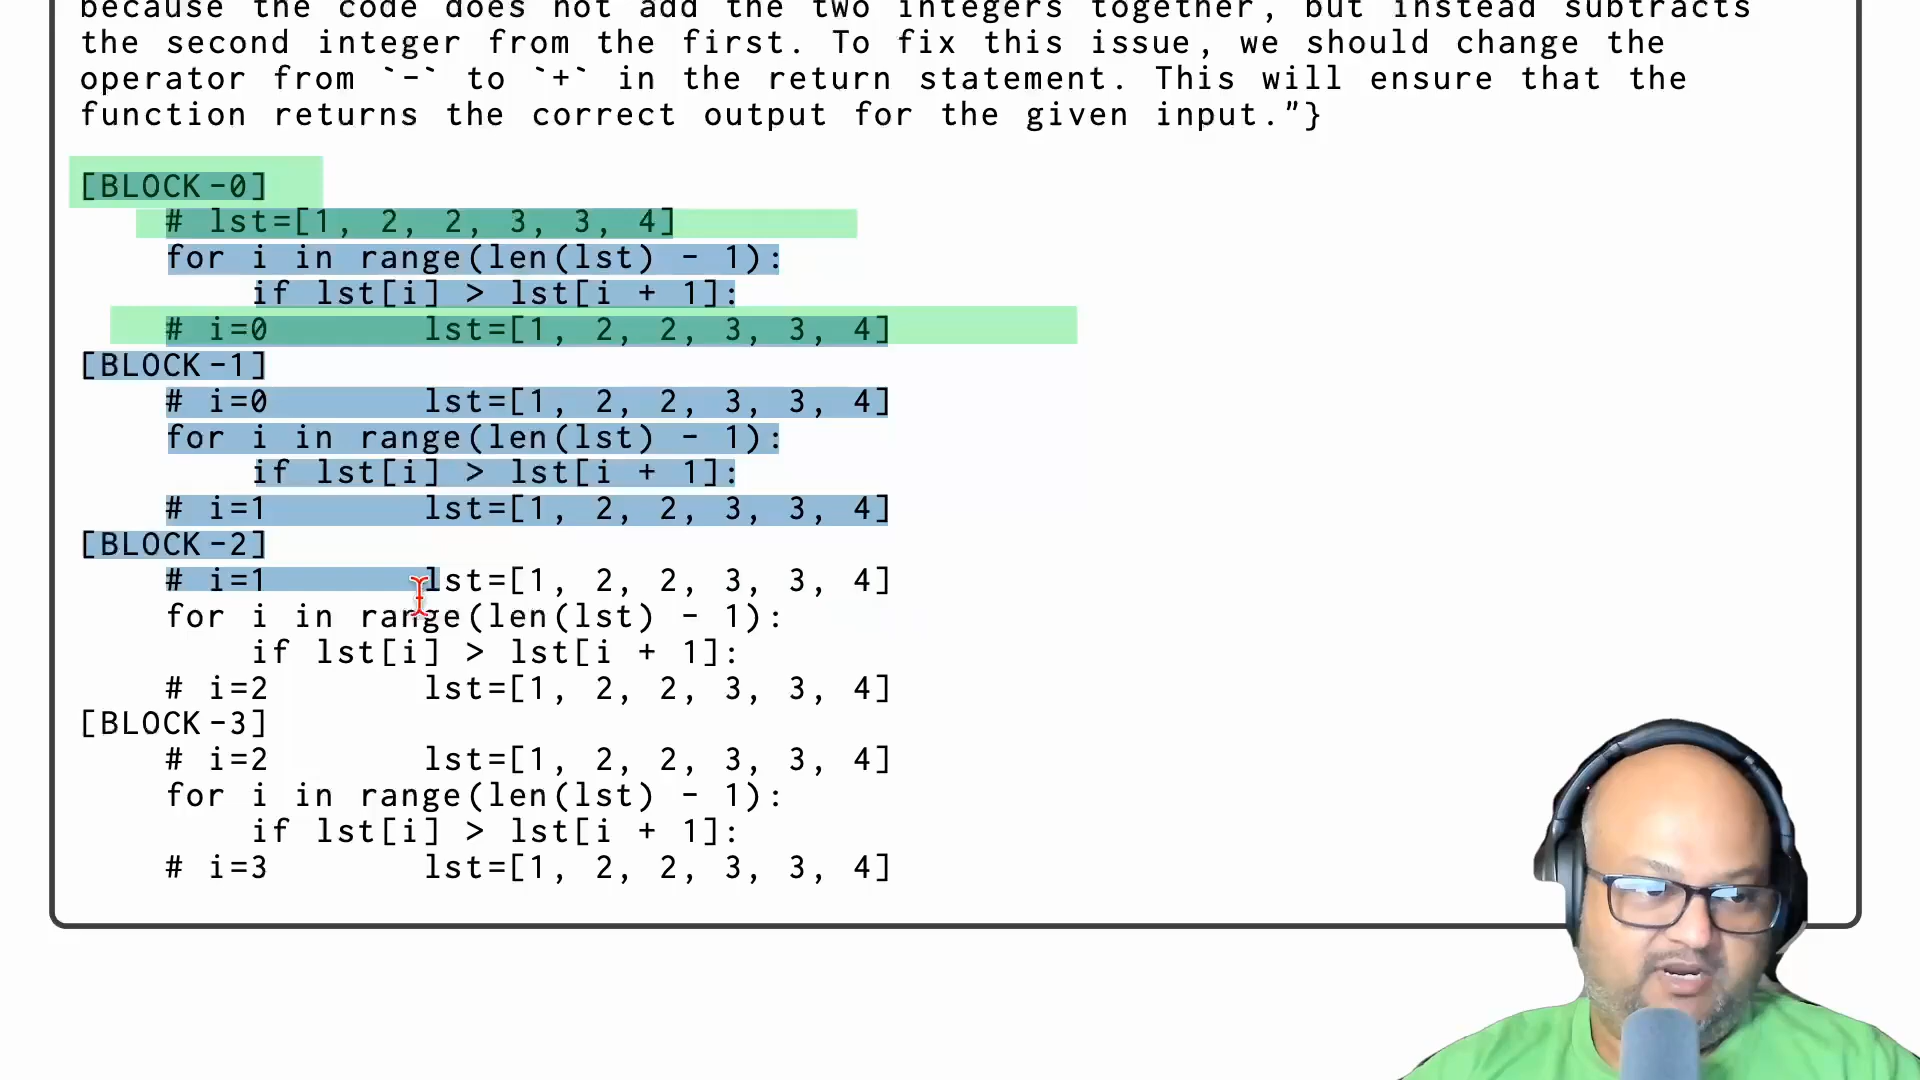 because the code does not add the two integers together, but instead subtracts
the second integer from the first. To fix this issue, we should change the
operator from `-` to `+` in the return statement. This will ensure that the
function returns the correct output for the given input."}
[BLOCK-0]
# lst=[1, 2, 2, 3, 3, 4]
for i in range(len(lst) - 1):
if lst[i] > lst[i + 1]:
# i=0 lst=[1, 2, 2, 3, 3, 4]
[BLOCK-1]
# i=0 lst=[1, 2, 2, 3, 3, 4]
for i in range(len(lst) - 1):
if lst[i] > lst[i + 1]:
# i=1 lst=[1, 2, 2, 3, 3, 4]
[BLOCK-2]
# i=1 lst=[1, 2, 2, 3, 3, 4]
for i in range(len(lst) - 1):
if lst[i] > lst[i + 1]:
# i=2 lst=[1, 2, 2, 3, 3, 4]
[BLOCK-3]
# i=2 lst=[1, 2, 2, 3, 3, 4]
for i in range(len(lst) - 1):
if lst[i] > lst[i + 1]:
# i=3 lst=[1, 2, 2, 3, 3, 4]